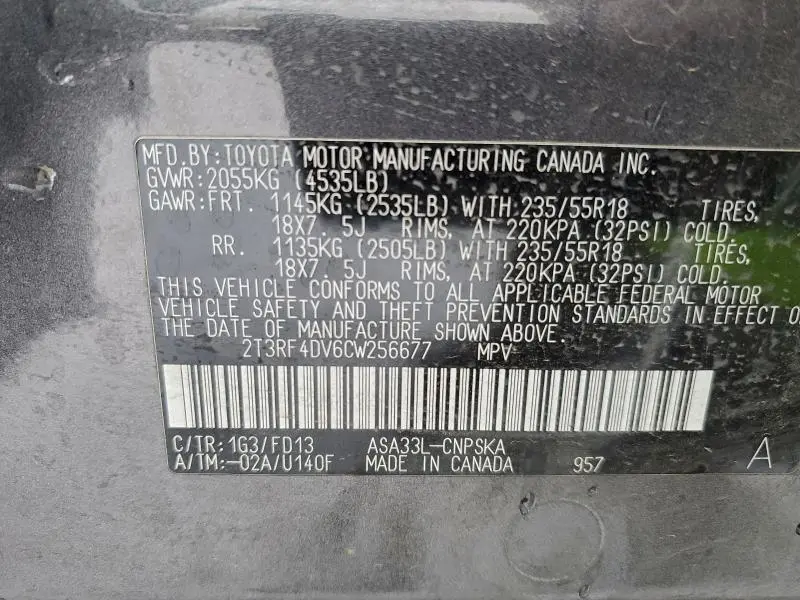 MFD.BY:TOYOTA MOTOR MANUFACTURING CANADA INC.
GVWR:2055KG (4535LB)
GAWR:FRT. 1145KG (2535LB) WITH 235/55R18 TIRES,
18X7. 5J RIMS, AT 220KPA (32PSI) COLD.
RR. 1135KG (2505LB) WITH 235/55R18 TIRES,
18X7. 5J RIMS, AT 220KPA (32PSI) COLD.
THIS VEHICLE CONFORMS TO ALL APPLICABLE FEDERAL MOTOR
VEHICLE SAFETY AND THEFT PREVENTION STANDARDS IN EFFECT O
THE DATE OF MANUFACTURE SHOWN ABOVE.
2T3RF4DV6CW256677 MPV
C/TR:1G3/FD13 ASA33L-CNPSKA
A/TM:-02A/U140F MADE IN CANADA 957 A